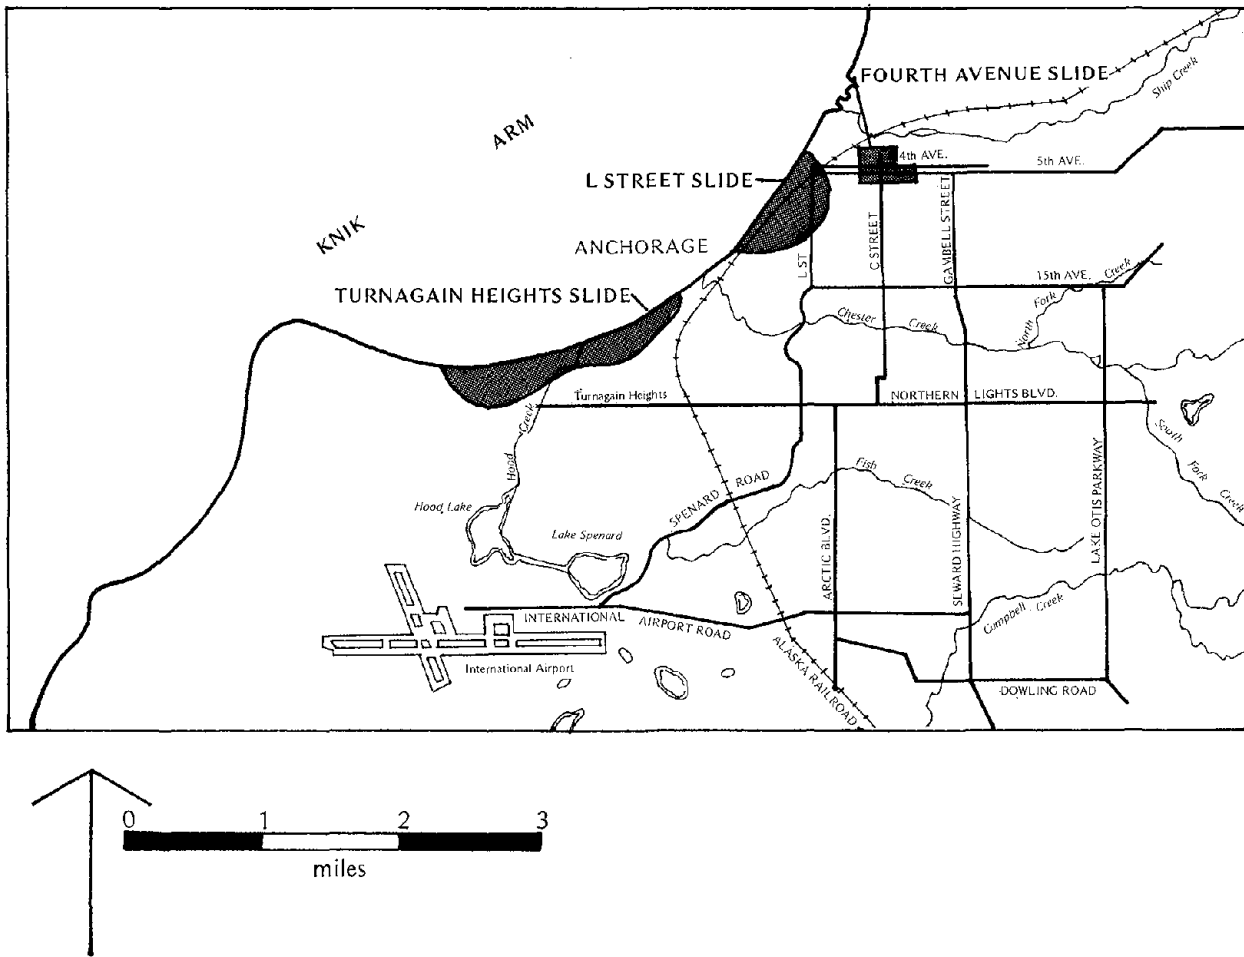 FOURTH AVENUE SLIDE
Ship Creek
ARM
4th AVE.
5th AVE.
L STREET SLIDE
KNIK
ANCHORAGE
L ST
C STREET
GAMBELL STREET
15th AVE.
North Fork Creek
TURNAGAIN HEIGHTS SLIDE
Chester Creek
Turnagain Heights
NORTHERN LIGHTS BLVD.
Hood Creek
South Fork Creek
Fish Creek
SPENARD ROAD
Hood Lake
Lake Spenard
ARCTIC BLVD.
SEWARD HIGHWAY
LAKE OTIS PARKWAY
INTERNATIONAL AIRPORT ROAD
Campbell Creek
International Airport
ALASKA RAILROAD
DOWLING ROAD
0 1 2 3
miles